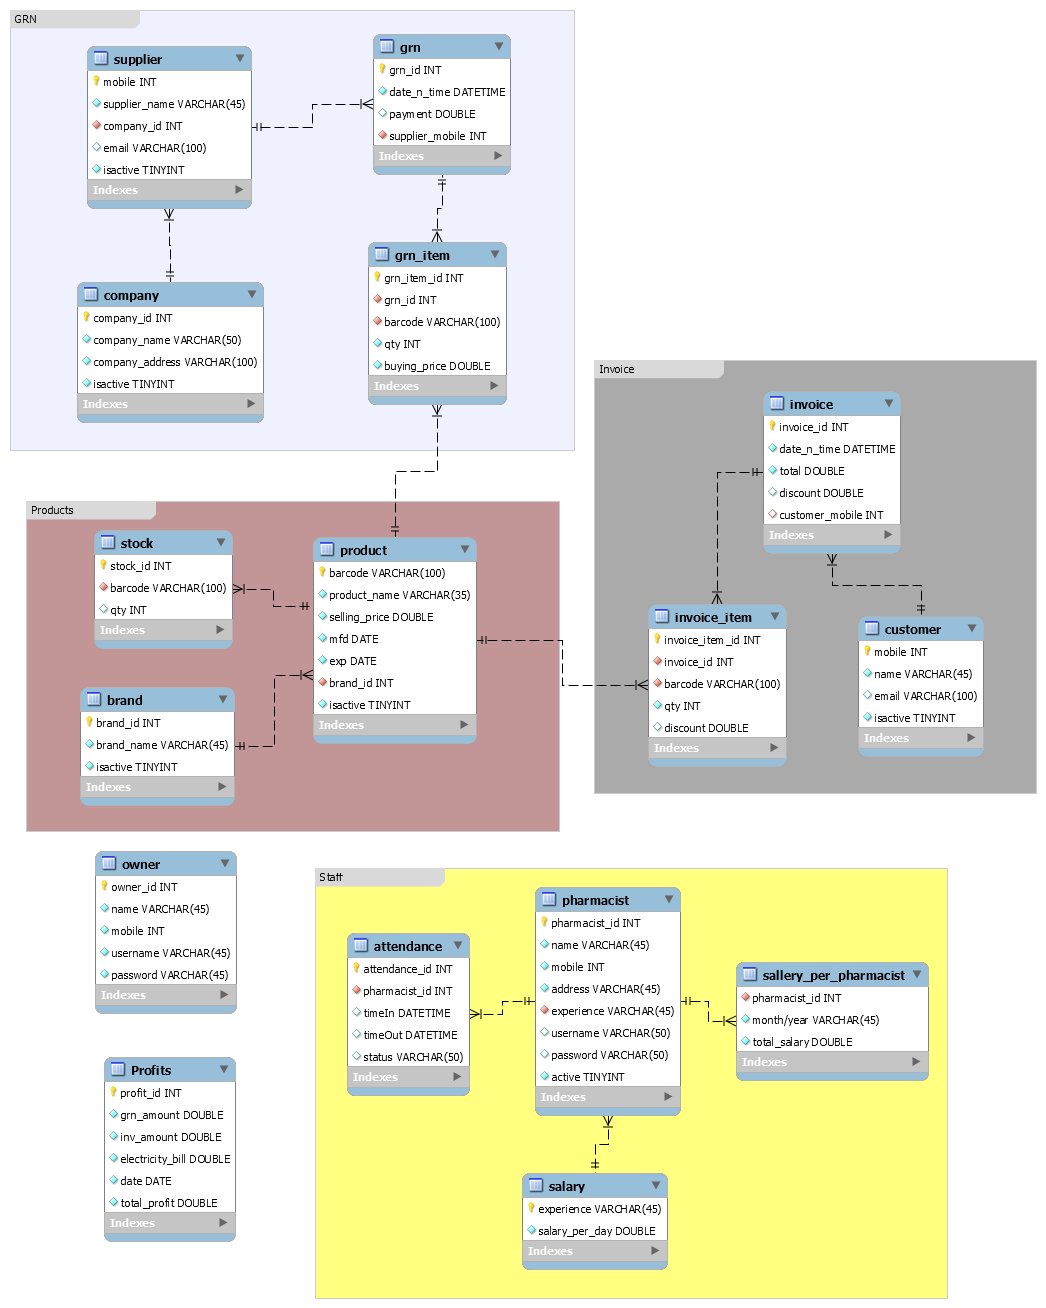 GRN
supplier
mobile INT
supplier_name VARCHAR(45)
company_id INT
email VARCHAR(100)
isactive TINYINT
Indexes
grn
grn_id INT
date_n_time DATETIME
payment DOUBLE
supplier_mobile INT
Indexes
company
company_id INT
company_name VARCHAR(50)
company_address VARCHAR(100)
isactive TINYINT
Indexes
grn_item
grn_item_id INT
grn_id INT
barcode VARCHAR(100)
qty INT
buying_price DOUBLE
Indexes
Invoice
invoice
invoice_id INT
date_n_time DATETIME
total DOUBLE
discount DOUBLE
customer_mobile INT
Indexes
invoice_item
invoice_item_id INT
invoice_id INT
barcode VARCHAR(100)
qty INT
discount DOUBLE
Indexes
customer
mobile INT
name VARCHAR(45)
email VARCHAR(100)
isactive TINYINT
Indexes
Products
stock
stock_id INT
barcode VARCHAR(100)
qty INT
Indexes
product
barcode VARCHAR(100)
product_name VARCHAR(35)
selling_price DOUBLE
mfd DATE
exp DATE
brand_id INT
isactive TINYINT
Indexes
brand
brand_id INT
brand_name VARCHAR(45)
isactive TINYINT
Indexes
owner
owner_id INT
name VARCHAR(45)
mobile INT
username VARCHAR(45)
password VARCHAR(45)
Indexes
Profits
profit_id INT
grn_amount DOUBLE
inv_amount DOUBLE
electricity_bill DOUBLE
date DATE
total_profit DOUBLE
Indexes
Staff
attendance
attendance_id INT
pharmacist_id INT
timeIn DATETIME
timeOut DATETIME
status VARCHAR(50)
Indexes
pharmacist
pharmacist_id INT
name VARCHAR(45)
mobile INT
address VARCHAR(45)
experience VARCHAR(45)
username VARCHAR(50)
password VARCHAR(50)
active TINYINT
Indexes
sallery_per_pharmacist
pharmacist_id INT
month/year VARCHAR(45)
total_salary DOUBLE
Indexes
salary
experience VARCHAR(45)
salary_per_day DOUBLE
Indexes